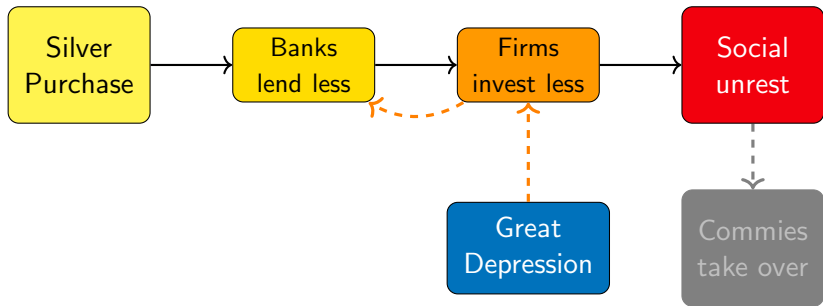 Silver
Purchase
Banks
lend less
Firms
invest less
Social
unrest
Great
Depression
Commies
take over